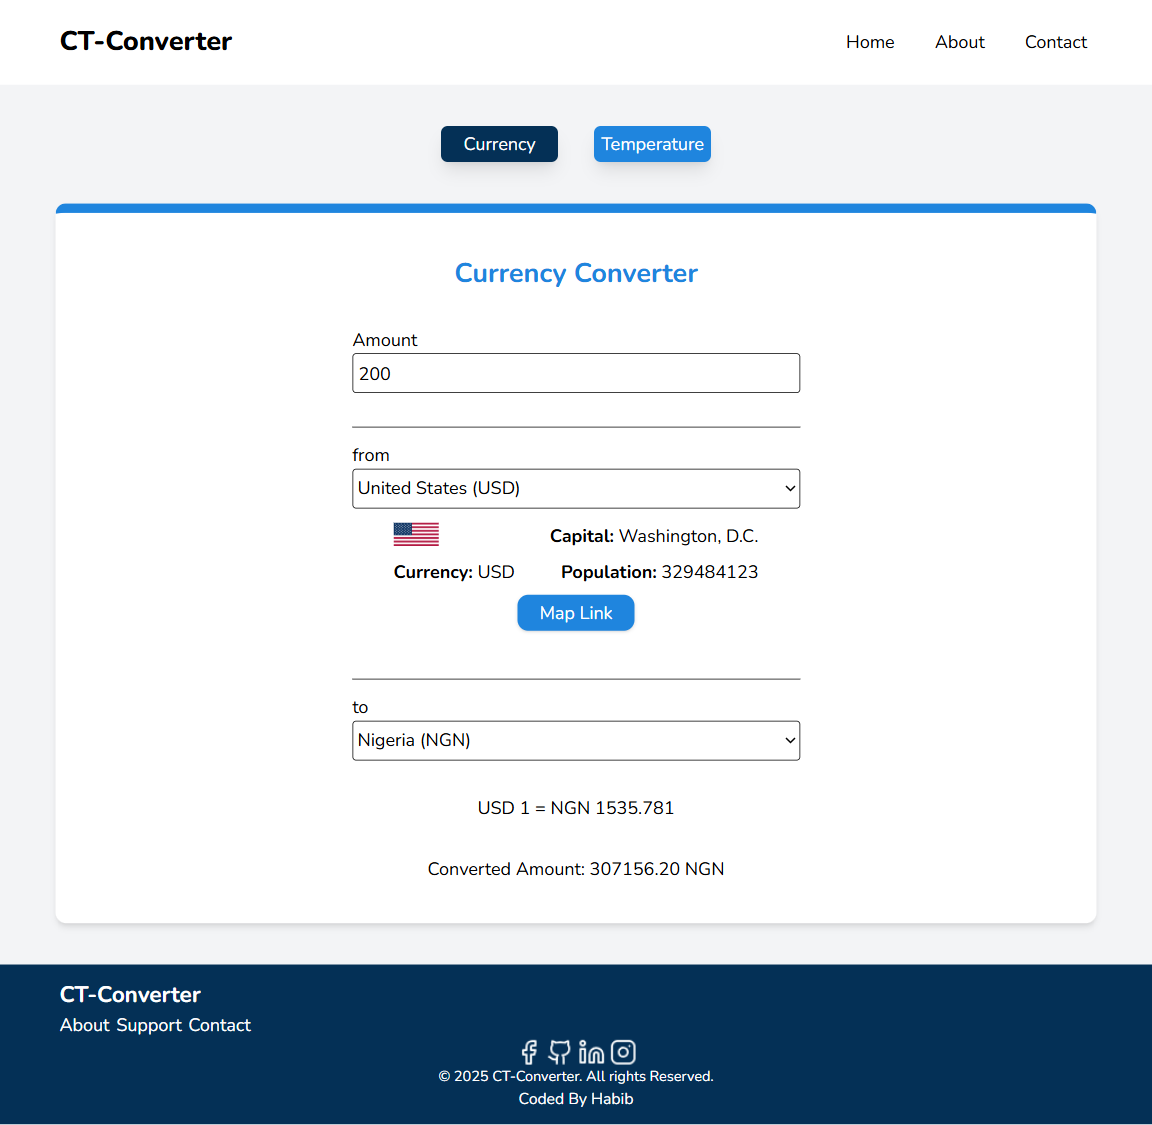 CT-Converter
Home About Contact
Currency Temperature
Currency Converter
Amount
200
from
United States (USD)
Capital: Washington, D.C.
Currency: USD Population: 329484123
Map Link
to
Nigeria (NGN)
USD 1 = NGN 1535.781
Converted Amount: 307156.20 NGN
CT-Converter
About Support Contact
© 2025 CT-Converter. All rights Reserved.
Coded By Habib